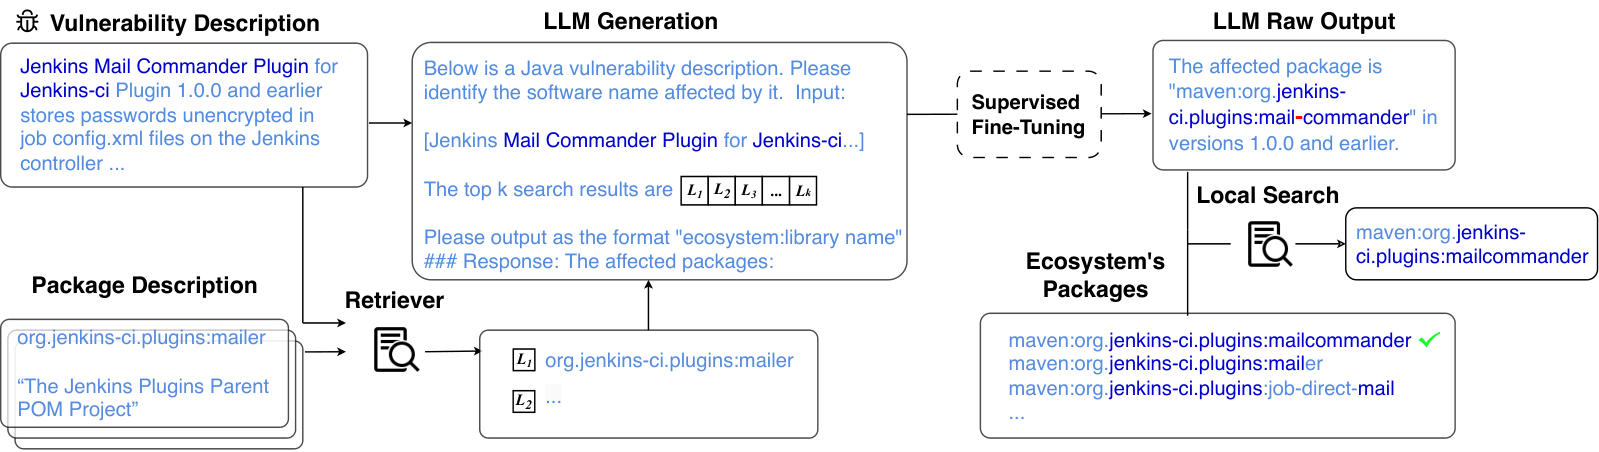 Vulnerability Description
Jenkins Mail Commander Plugin for
Jenkins-ci Plugin 1.0.0 and earlier
stores passwords unencrypted in
job config.xml files on the Jenkins
controller ...
Package Description
org.jenkins-ci.plugins:mailer
“The Jenkins Plugins Parent
POM Project”
Retriever
L1 org.jenkins-ci.plugins:mailer
L2 ...
LLM Generation
Below is a Java vulnerability description. Please
identify the software name affected by it. Input:
[Jenkins Mail Commander Plugin for Jenkins-ci...]
The top k search results are L1 L2 L3 ... Lk
Please output as the format "ecosystem:library name"
### Response: The affected packages:
Supervised
Fine-Tuning
LLM Raw Output
The affected package is
"maven:org.jenkins-
ci.plugins:mail-commander" in
versions 1.0.0 and earlier.
Local Search
maven:org.jenkins-
ci.plugins:mailcommander
Ecosystem's
Packages
maven:org.jenkins-ci.plugins:mailcommander
maven:org.jenkins-ci.plugins:mailer
maven:org.jenkins-ci.plugins:job-direct-mail
...